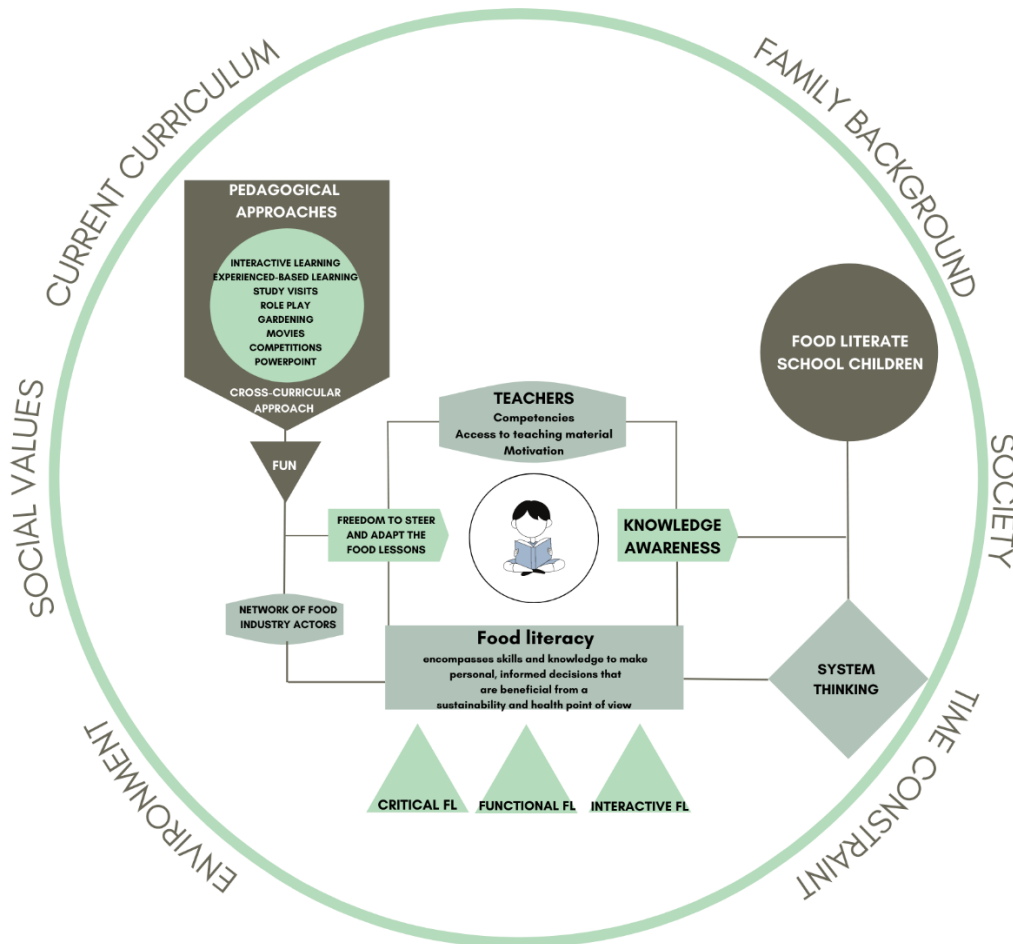 CURRENT CURRICULUM
FAMILY BACKGROUND
PEDAGOGICAL
APPROACHES
INTERACTIVE LEARNING
EXPERIENCED-BASED LEARNING
STUDY VISITS
ROLE PLAY
GARDENING
MOVIES
COMPETITIONS
POWERPOINT
CROSS-CURRICULAR
APPROACH
FUN
FOOD LITERATE
SCHOOL CHILDREN
TEACHERS
Competencies
Access to teaching material
Motivation
SOCIAL VALUES
SOCIETY
FREEDOM TO STEER
AND ADAPT THE
FOOD LESSONS
KNOWLEDGE
AWARENESS
NETWORK OF FOOD
INDUSTRY ACTORS
Food literacy
encompasses skills and knowledge to make
personal, informed decisions that
are beneficial from a
sustainability and health point of view
SYSTEM
THINKING
CRITICAL FL
FUNCTIONAL FL
INTERACTIVE FL
ENVIRONMENT
TIME CONSTRAINT